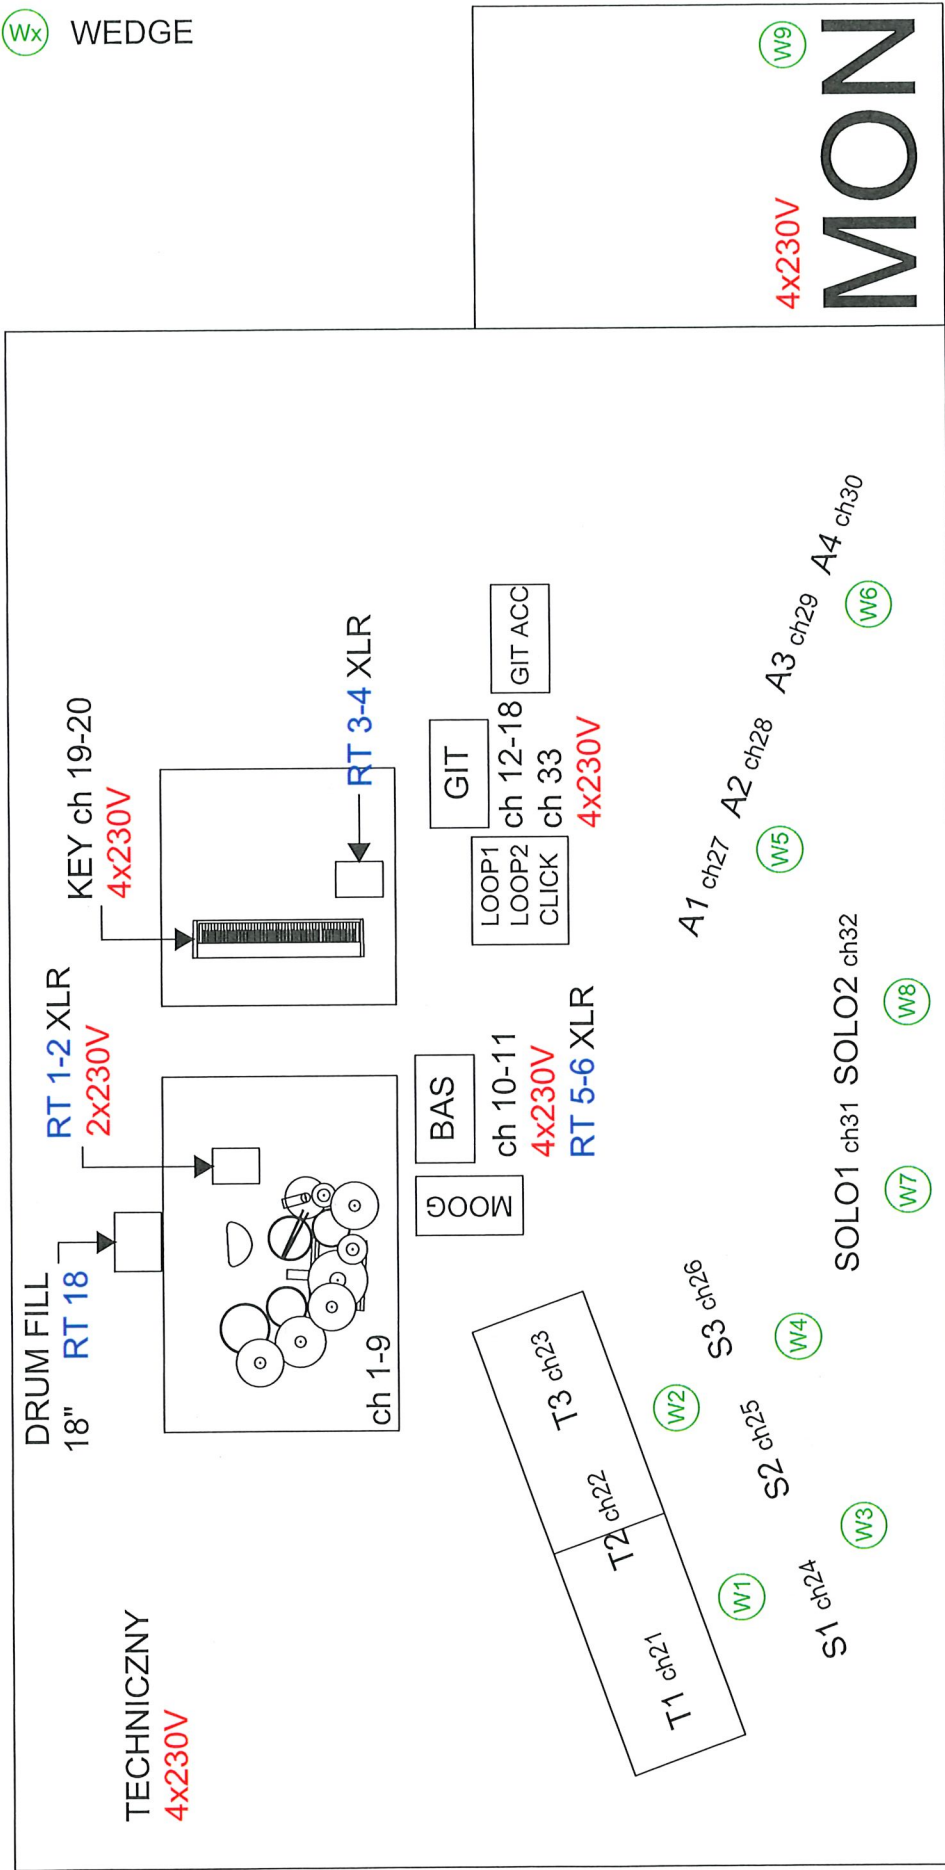 Wx WEDGE
DRUM FILL
18" RT 18
RT 1-2 XLR
2x230V
KEY ch 19-20
4x230V
TECHNICZNY
4x230V
ch 1-9
RT 3-4 XLR
MOOG
BAS
ch 10-11
4x230V
RT 5-6 XLR
LOOP1
LOOP2
CLICK
GIT
ch 12-18
ch 33
4x230V
GIT ACC
T1 ch21
T2 ch22
T3 ch23
W1
W2
S1 ch24
S2 ch25
S3 ch26
W3
W4
SOLO1 ch31 SOLO2 ch32
W7
W8
A1 ch27
A2 ch28
A3 ch29
A4 ch30
W5
W6
W9
4x230V
MON